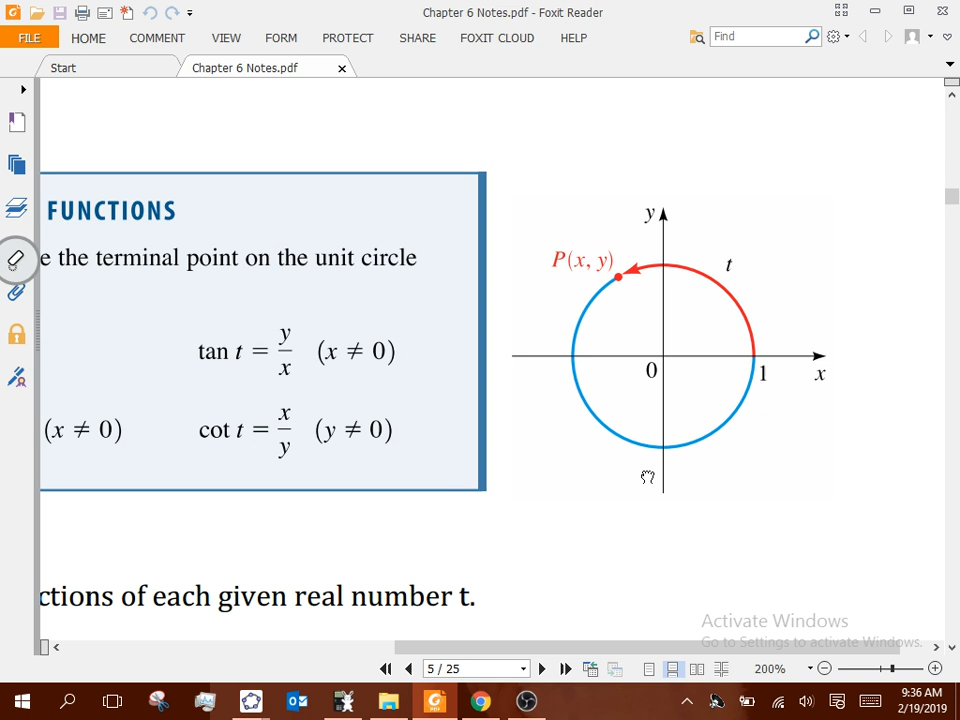 Chapter 6 Notes.pdf - Foxit Reader
FILE HOME COMMENT VIEW FORM PROTECT SHARE FOXIT CLOUD HELP
Find
Start
Chapter 6 Notes.pdf
FUNCTIONS
e the terminal point on the unit circle
tan t = y/x (x ≠ 0)
(x ≠ 0) cot t = x/y (y ≠ 0)
y
P(x, y)
t
0
1
x
ctions of each given real number t.
Activate Windows
Go to Settings to activate Windows.
5 / 25
200%
9:36 AM
2/19/2019